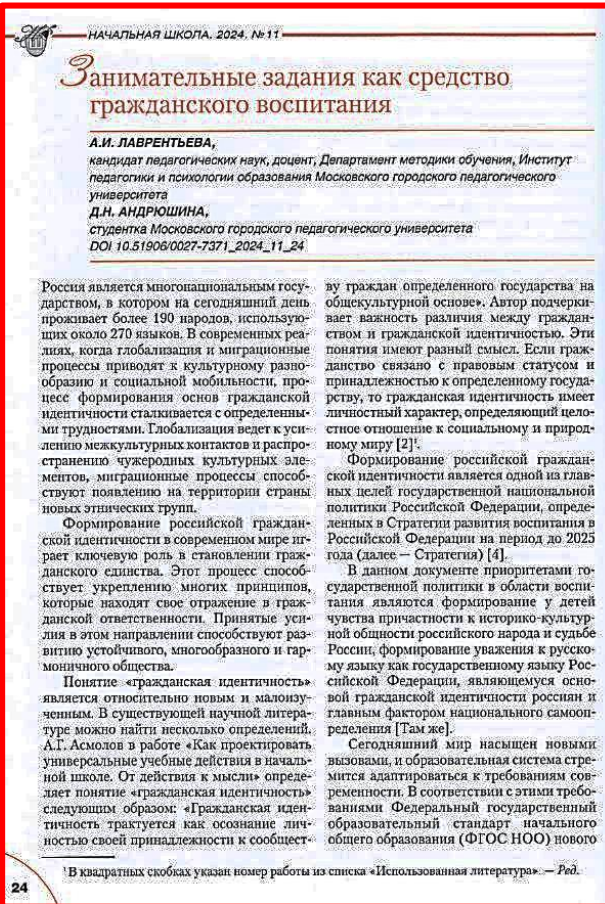 НАЧАЛЬНАЯ ШКОЛА. 2024. №11
Занимательные задания как средство
гражданского воспитания
А.И. ЛАВРЕНТЬЕВА,
кандидат педагогических наук, доцент, Департамент методики обучения, Институт
педагогики и психологии образования Московского городского педагогического
университета
Д.Н. АНДРЮШИНА,
студентка Московского городского педагогического университета
DOI 10.51906/0027-7371_2024_11_24
Россия является многонациональным госу-
дарством, в котором на сегодняшний день
проживает более 190 народов, использую-
щих около 270 языков. В современных реа-
лиях, когда глобализация и миграционные
процессы приводят к культурному разно-
образию и социальной мобильности, про-
цесс формирования основ гражданской
идентичности сталкивается с определенны-
ми трудностями. Глобализация ведет к уси-
лению межкультурных контактов и распро-
странению чужеродных культурных эле-
ментов, миграционные процессы способ-
ствуют появлению на территории страны
новых этнических групп.
Формирование российской граждан-
ской идентичности в современном мире иг-
рает ключевую роль в становлении граж-
данского единства. Этот процесс способ-
ствует укреплению многих принципов,
которые находят свое отражение в граж-
данской ответственности. Принятые уси-
лия в этом направлении способствуют раз-
витию устойчивого, многообразного и гар-
моничного общества.
Понятие «гражданская идентичность»
является относительно новым и малоизу-
ченным. В существующей научной литера-
туре можно найти несколько определений.
А.Г. Асмолов в работе «Как проектировать
универсальные учебные действия в началь-
ной школе. От действия к мысли» опреде-
ляет понятие «гражданская идентичность»
следующим образом: «Гражданская иден-
тичность трактуется как осознание лич-
ностью своей принадлежности к сообщест-
ву граждан определенного государства на
общекультурной основе». Автор подчерки-
вает важность различия между граждан-
ством и гражданской идентичностью. Эти
понятия имеют разный смысл. Если граж-
данство связано с правовым статусом и
принадлежностью к определенному госуда-
рству, то гражданская идентичность имеет
личностный характер, определяющий цело-
стное отношение к социальному и природ-
ному миру [2]¹.
Формирование российской граждан-
ской идентичности является одной из глав-
ных целей государственной национальной
политики Российской Федерации, опреде-
ленных в Стратегии развития воспитания в
Российской Федерации на период до 2025
года (далее — Стратегия) [4].
В данном документе приоритетами го-
сударственной политики в области воспи-
тания являются формирование у детей
чувства причастности к историко-культур-
ной общности российского народа и судьбе
России, формирование уважения к русско-
му языку как государственному языку Рос-
сийской Федерации, являющемуся осно-
вой гражданской идентичности россиян и
главным фактором национального самооп-
ределения [Там же].
Сегодняшний мир насыщен новыми
вызовами, и образовательная система стре-
мится адаптироваться к требованиям сов-
ременности. В соответствии с этими требо-
ваниями Федеральный государственный
образовательный стандарт начального
общего образования (ФГОС НОО) нового
¹В квадратных скобках указан номер работы из списка «Использованная литература». — Ред.
24